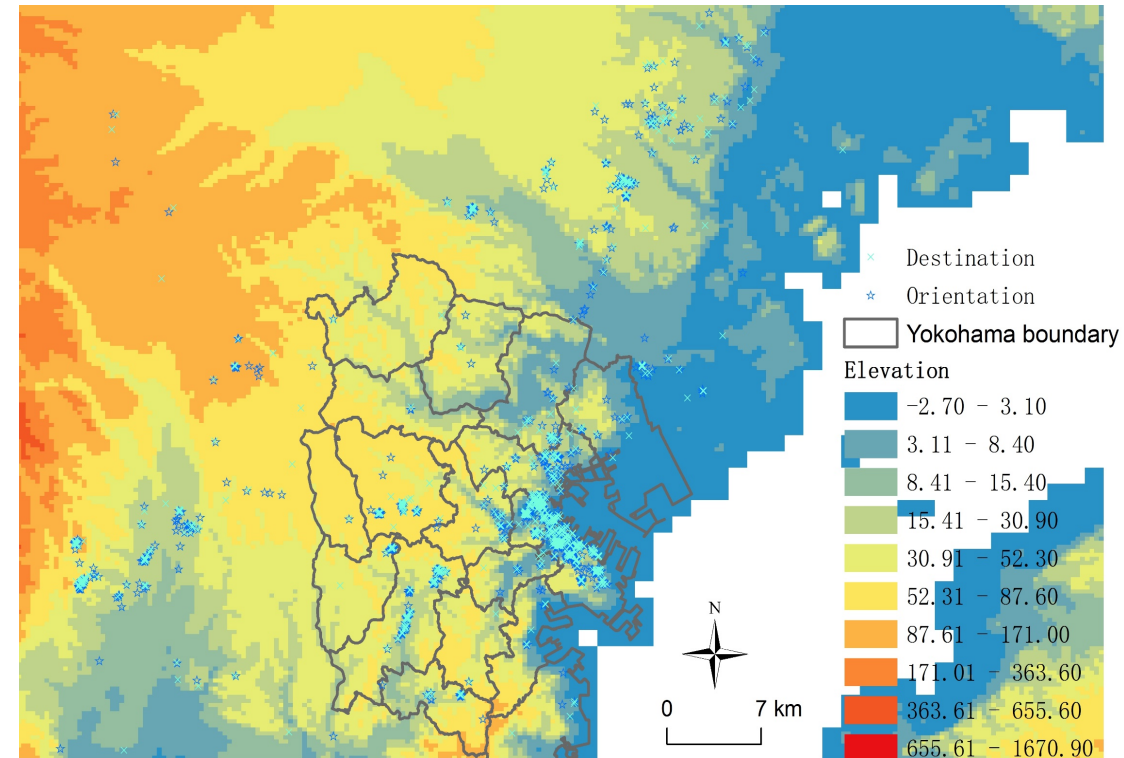 Destination
Orientation
Yokohama boundary
Elevation
-2.70 - 3.10
3.11 - 8.40
8.41 - 15.40
15.41 - 30.90
30.91 - 52.30
52.31 - 87.60
87.61 - 171.00
171.01 - 363.60
363.61 - 655.60
655.61 - 1670.90
N
0 7 km